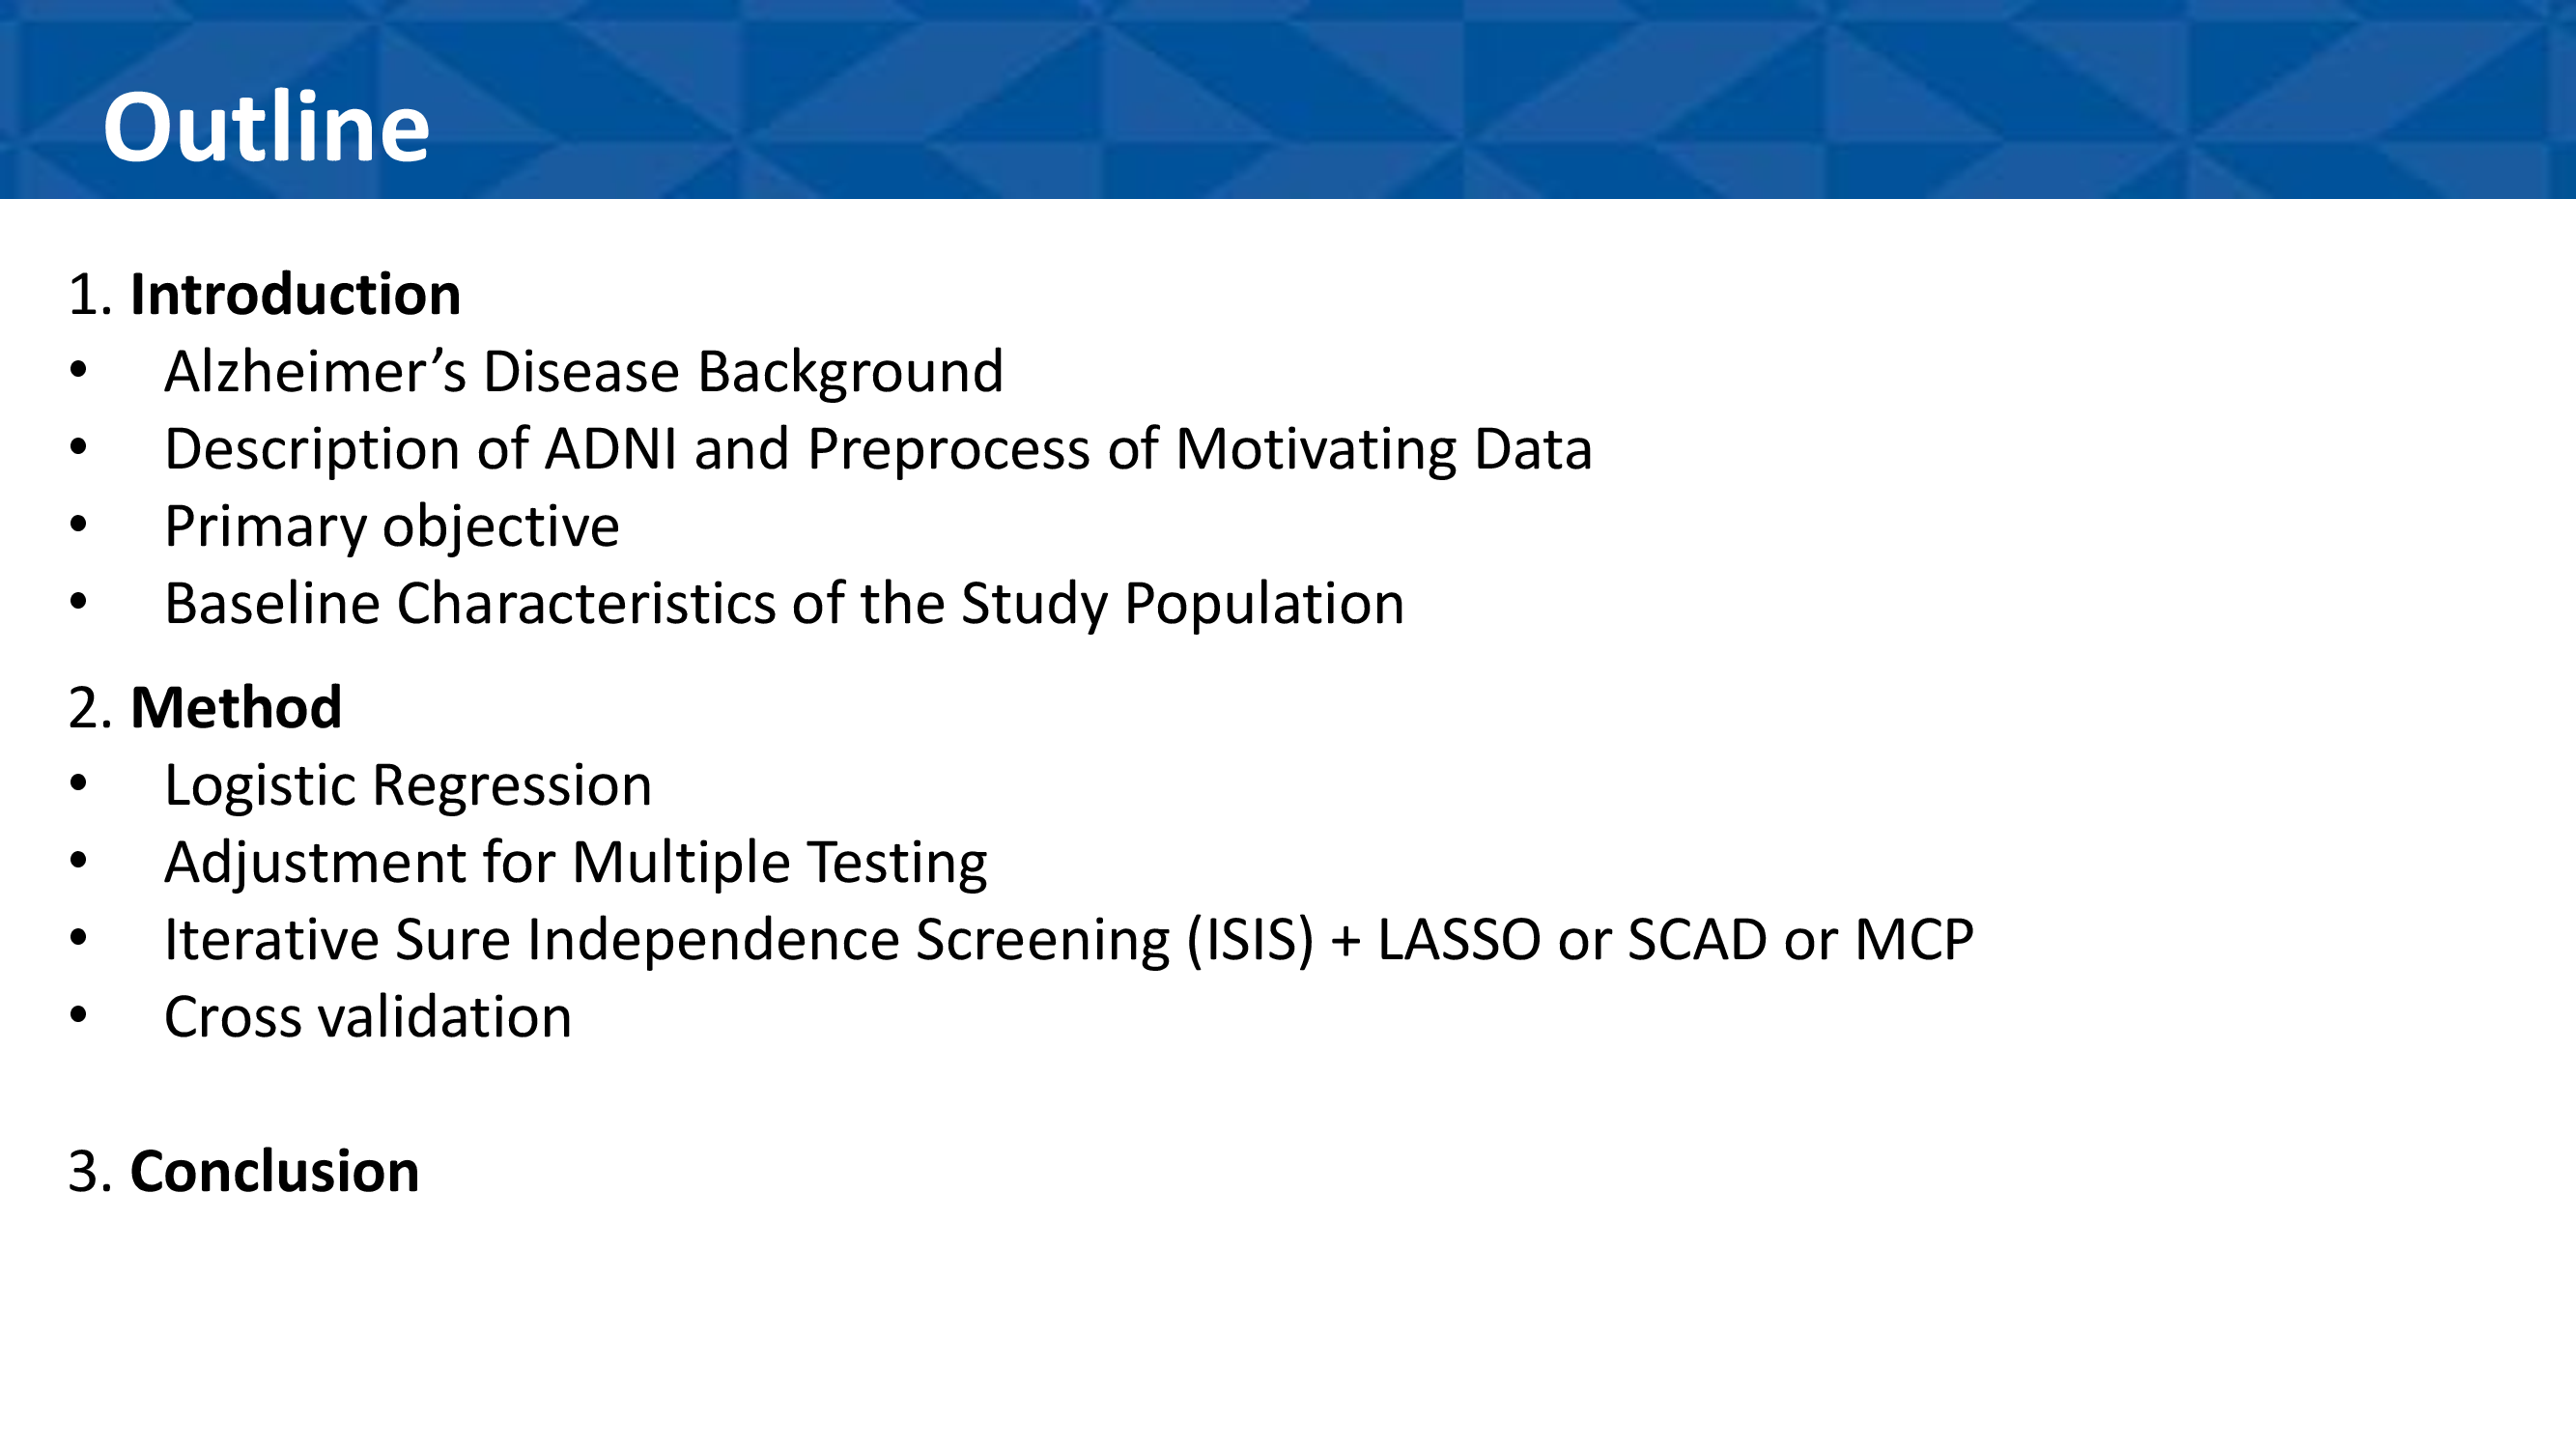 Outline
1. Introduction
• Alzheimer’s Disease Background
• Description of ADNI and Preprocess of Motivating Data
• Primary objective
• Baseline Characteristics of the Study Population
2. Method
• Logistic Regression
• Adjustment for Multiple Testing
• Iterative Sure Independence Screening (ISIS) + LASSO or SCAD or MCP
• Cross validation
3. Conclusion